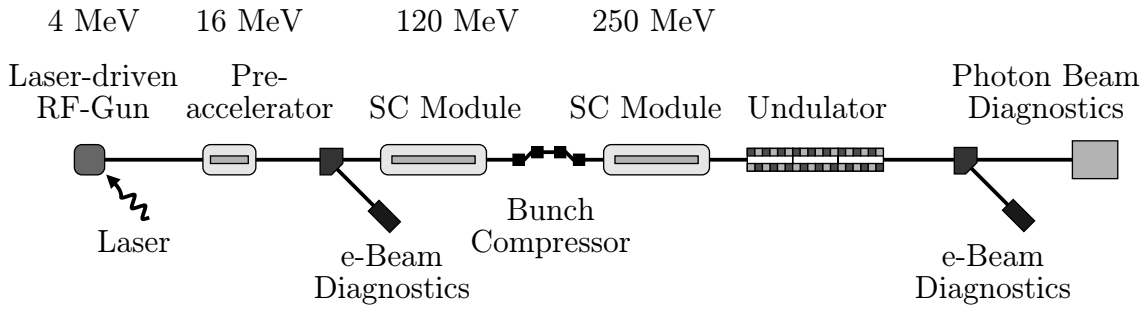 4 MeV
16 MeV
120 MeV
250 MeV
Laser-driven
RF-Gun
Pre-
accelerator
SC Module
SC Module
Undulator
Photon Beam
Diagnostics
Laser
e-Beam
Diagnostics
Bunch
Compressor
e-Beam
Diagnostics